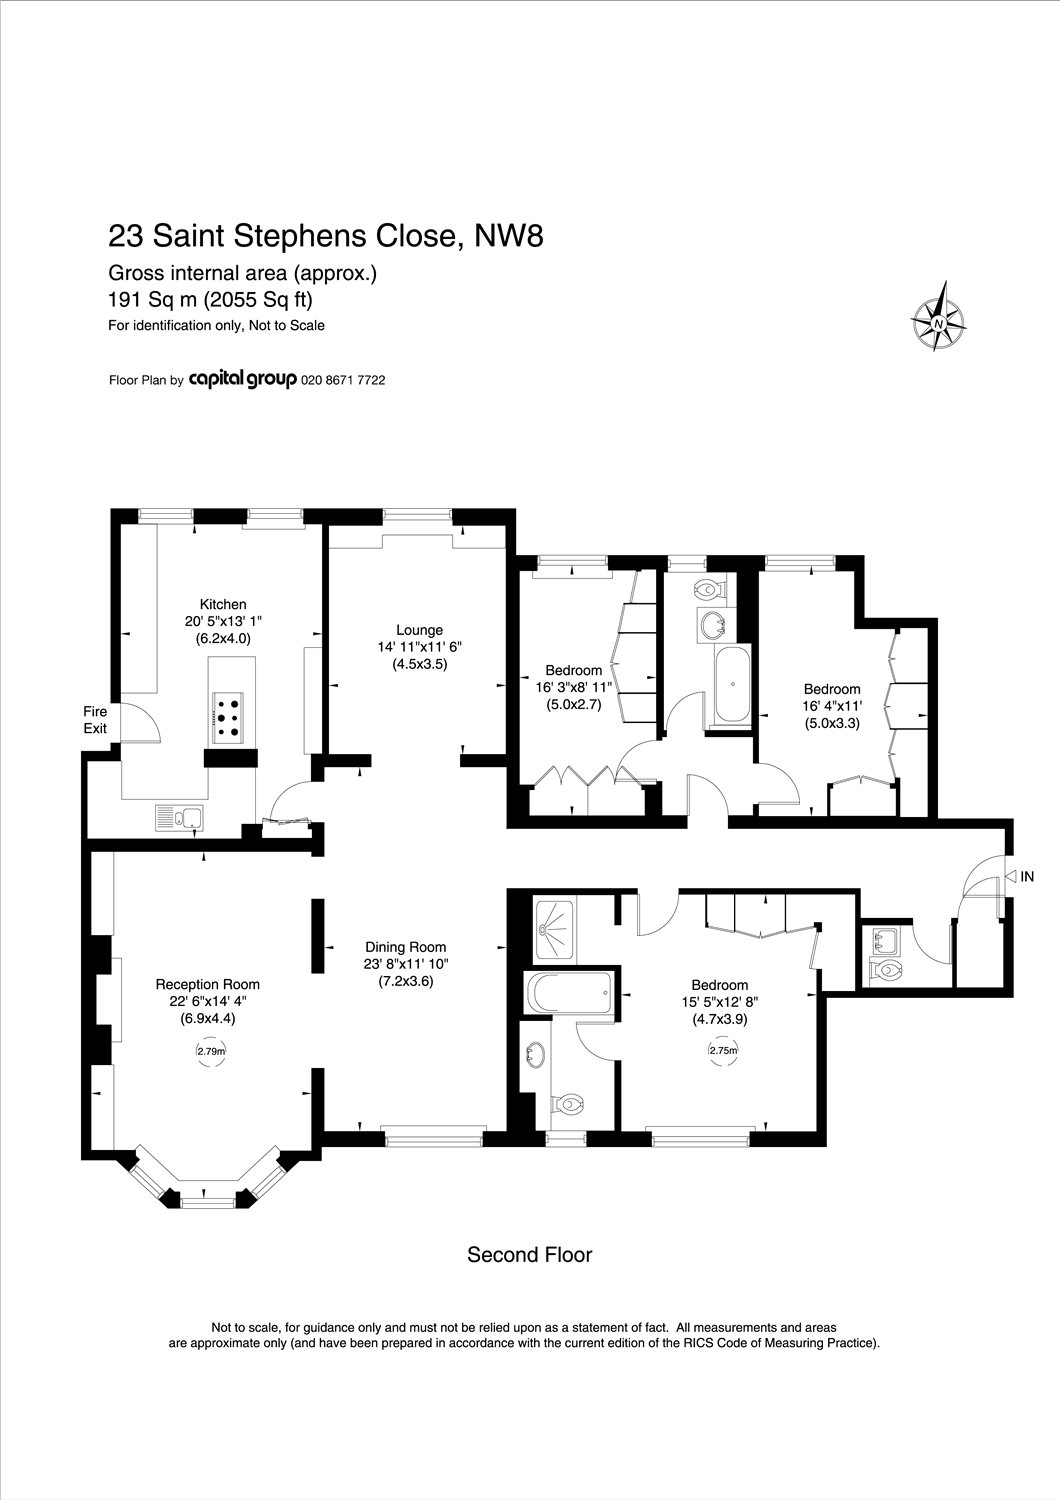 23 Saint Stephens Close, NW8
Gross internal area (approx.)
191 Sq m (2055 Sq ft)
For identification only, Not to Scale
N
Floor Plan by capital group 020 8671 7722
Kitchen
20' 5"x13' 1"
(6.2x4.0)
Lounge
14' 11"x11' 6"
(4.5x3.5)
Bedroom
16' 3"x8' 11"
(5.0x2.7)
Bedroom
16' 4"x11'
(5.0x3.3)
Fire
Exit
IN
Dining Room
23' 8"x11' 10"
(7.2x3.6)
Reception Room
22' 6"x14' 4"
(6.9x4.4)
2.79m
Bedroom
15' 5"x12' 8"
(4.7x3.9)
2.75m
Second Floor
Not to scale, for guidance only and must not be relied upon as a statement of fact. All measurements and areas
are approximate only (and have been prepared in accordance with the current edition of the RICS Code of Measuring Practice).